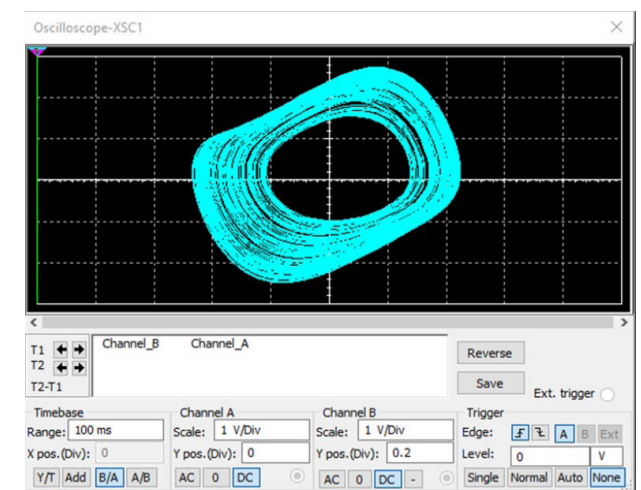 Oscilloscope-XSC1
T1
T2
T2-T1
Channel_B Channel_A
Reverse
Save
Ext. trigger
Timebase
Range: 100 ms
X pos.(Div): 0
Y/T Add B/A A/B
Channel A
Scale: 1 V/Div
Y pos.(Div): 0
AC 0 DC
Channel B
Scale: 1 V/Div
Y pos.(Div): 0.2
AC 0 DC -
Trigger
Edge: A B Ext
Level: 0 V
Single Normal Auto None